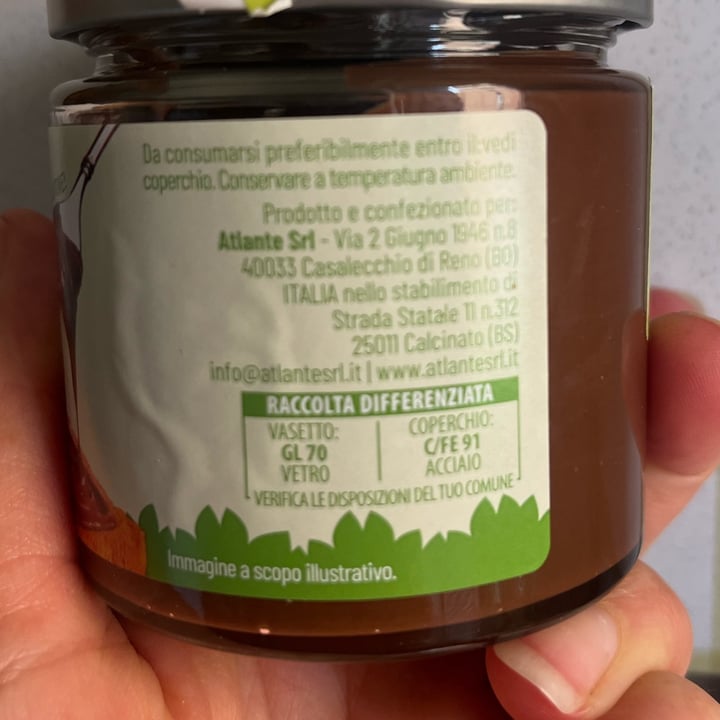 Da consumarsi preferibilmente entro il:vedi
coperchio. Conservare a temperatura ambiente.
Prodotto e confezionato per:
Atlante Srl - Via 2 Giugno 1946 n.8
40033 Casalecchio di Reno (BO)
ITALIA nello stabilimento di
Strada Statale 11 n.312
25011 Calcinato (BS)
info@atlantesrl.it | www.atlantesrl.it
RACCOLTA DIFFERENZIATA
VASETTO:
GL 70
VETRO
COPERCHIO:
C/FE 91
ACCIAIO
VERIFICA LE DISPOSIZIONI DEL TUO COMUNE
Immagine a scopo illustrativo.